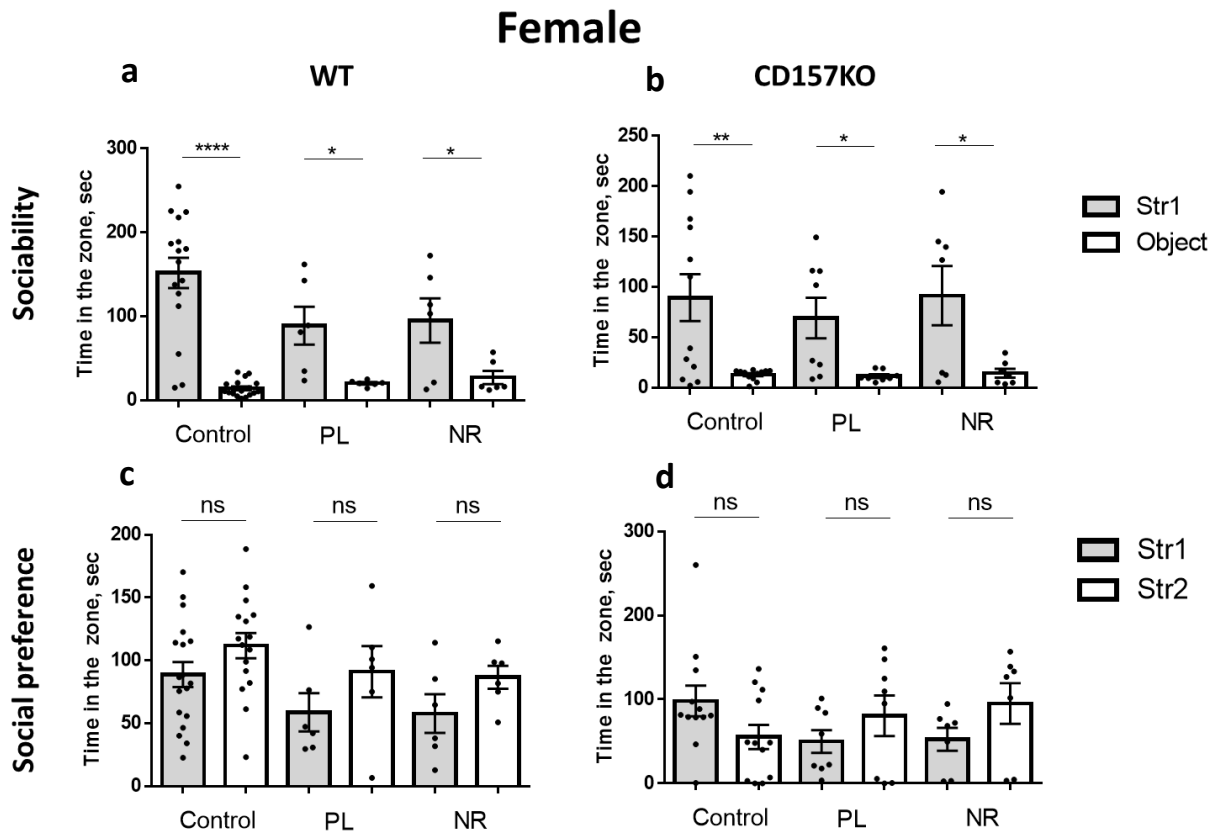 Female
a
WT
b
CD157KO
Sociability
Time in the zone, sec
300
200
100
0
****
*
*
Control
PL
NR
Time in the zone, sec
250
200
150
100
50
0
**
*
*
Control
PL
NR
Str1
Object
c
d
Social preference
Time in the zone, sec
200
150
100
50
0
ns
ns
ns
Control
PL
NR
Time in the zone, sec
300
200
100
0
ns
ns
ns
Control
PL
NR
Str1
Str2